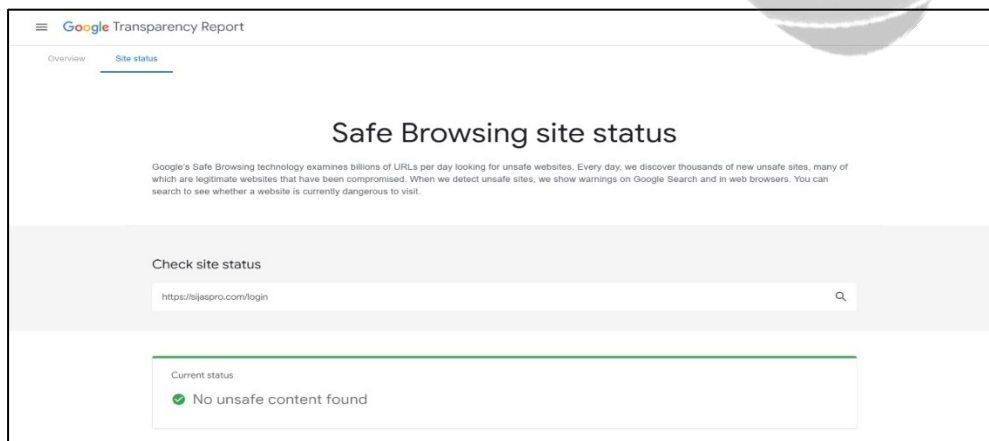 Google Transparency Report
Overview Site status
Safe Browsing site status
Google's Safe Browsing technology examines billions of URLs per day looking for unsafe websites. Every day, we discover thousands of new unsafe sites, many of
which are legitimate websites that have been compromised. When we detect unsafe sites, we show warnings on Google Search and in web browsers. You can
search to see whether a website is currently dangerous to visit.
Check site status
https://sijaspro.com/login
Current status
No unsafe content found